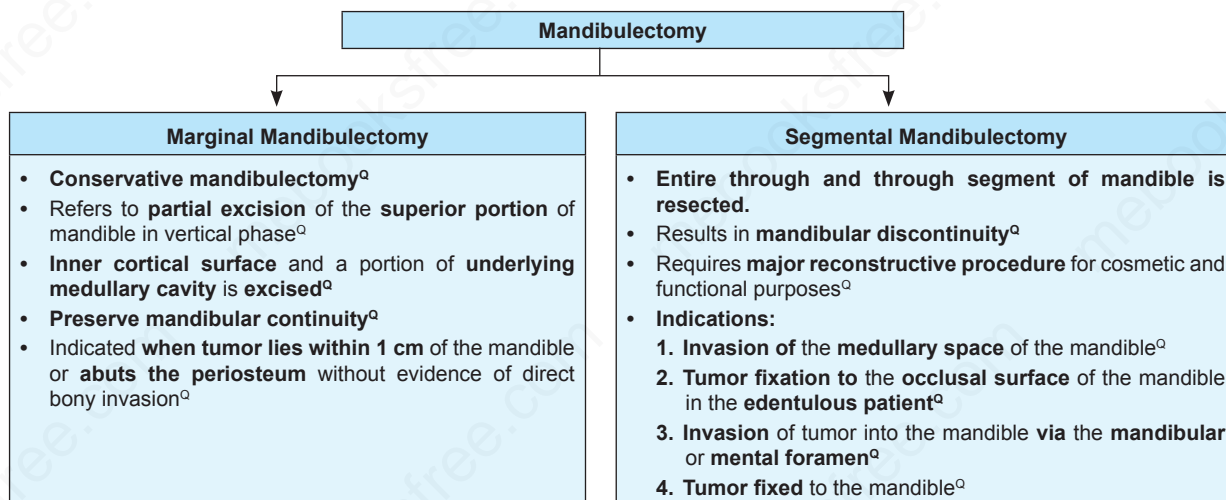 Mandibulectomy
Marginal Mandibulectomy
• Conservative mandibulectomyQ
• Refers to partial excision of the superior portion of
mandible in vertical phaseQ
• Inner cortical surface and a portion of underlying
medullary cavity is excisedQ
• Preserve mandibular continuityQ
• Indicated when tumor lies within 1 cm of the mandible
or abuts the periosteum without evidence of direct
bony invasionQ
Segmental Mandibulectomy
• Entire through and through segment of mandible is
resected.
• Results in mandibular discontinuityQ
• Requires major reconstructive procedure for cosmetic and
functional purposesQ
• Indications:
1. Invasion of the medullary space of the mandibleQ
2. Tumor fixation to the occlusal surface of the mandible
in the edentulous patientQ
3. Invasion of tumor into the mandible via the mandibular
or mental foramenQ
4. Tumor fixed to the mandibleQ